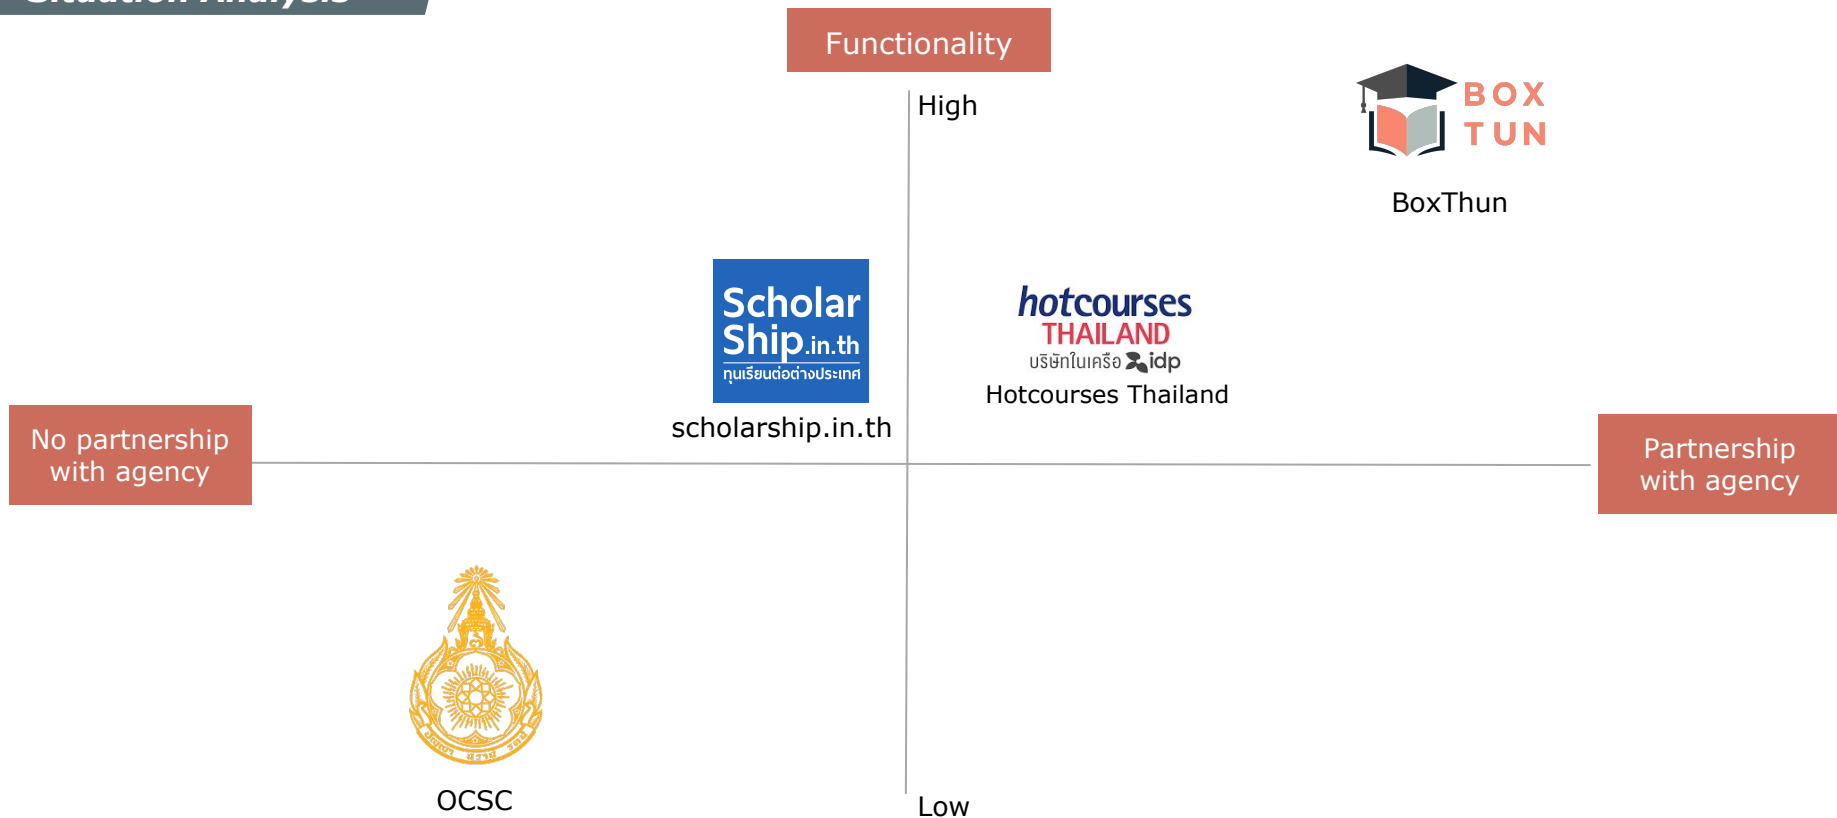 Situation Analysis
Functionality
High
BOX
TUN
BoxThun
Scholar
Ship.in.th
ทุนเรียนต่อต่างประเทศ
scholarship.in.th
hotcourses
THAILAND
บริษัทในเครือ idp
Hotcourses Thailand
No partnership
with agency
Partnership
with agency
OCSC
Low